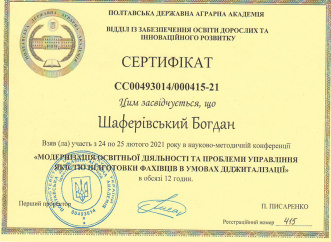 ПОЛТАВСЬКА ДЕРЖАВНА АГРАРНА АКАДЕМІЯ
ВІДДІЛ ІЗ ЗАБЕЗПЕЧЕННЯ ОСВІТИ ДОРОСЛИХ ТА
ІННОВАЦІЙНОГО РОЗВИТКУ
СЕРТИФІКАТ
СС00493014/000415-21
Цим засвідчується, що
Шаферівський Богдан
Взяв (ла) участь з 24 по 25 лютого 2021 року в науково-методичній конференції
«МОДЕРНІЗАЦІЯ ОСВІТНЬОЇ ДІЯЛЬНОСТІ ТА ПРОБЛЕМИ УПРАВЛІННЯ
ЯКІСТЮ ПІДГОТОВКИ ФАХІВЦІВ В УМОВАХ ДІДЖИТАЛІЗАЦІЇ»
в обсязі 12 годин.
Перший проректор
П. ПИСАРЕНКО
00493014
Реєстраційний номер 415